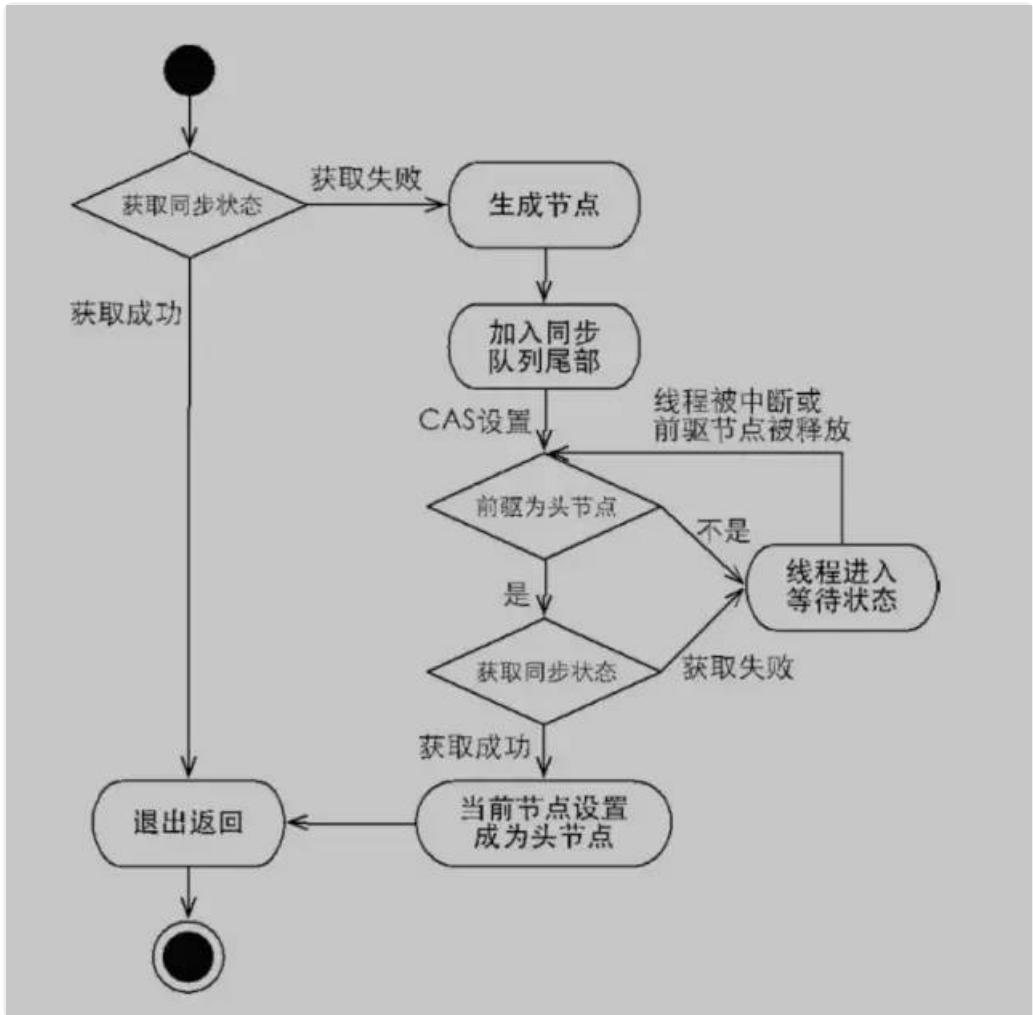 获取同步状态
获取失败
生成节点
获取成功
加入同步
队列尾部
CAS设置
线程被中断或
前驱节点被释放
前驱为头节点
不是
线程进入
等待状态
是
获取同步状态
获取失败
获取成功
退出返回
当前节点设置
成为头节点